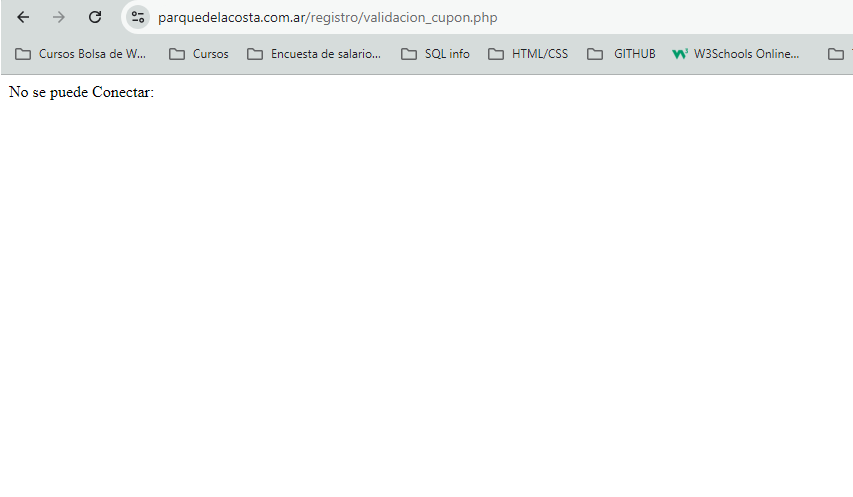 parquedelacosta.com.ar/registro/validacion_cupon.php
Cursos Bolsa de W... Cursos Encuesta de salario... SQL info HTML/CSS GITHUB W3Schools Online...
No se puede Conectar: